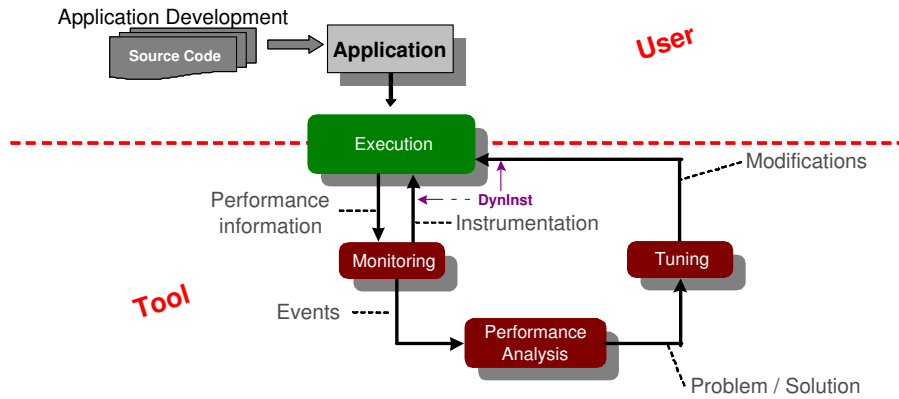 Application Development
Source Code
Application
User
Execution
Modifications
Performance
information
DynInst
Instrumentation
Monitoring
Tuning
Tool
Events
Performance
Analysis
Problem / Solution